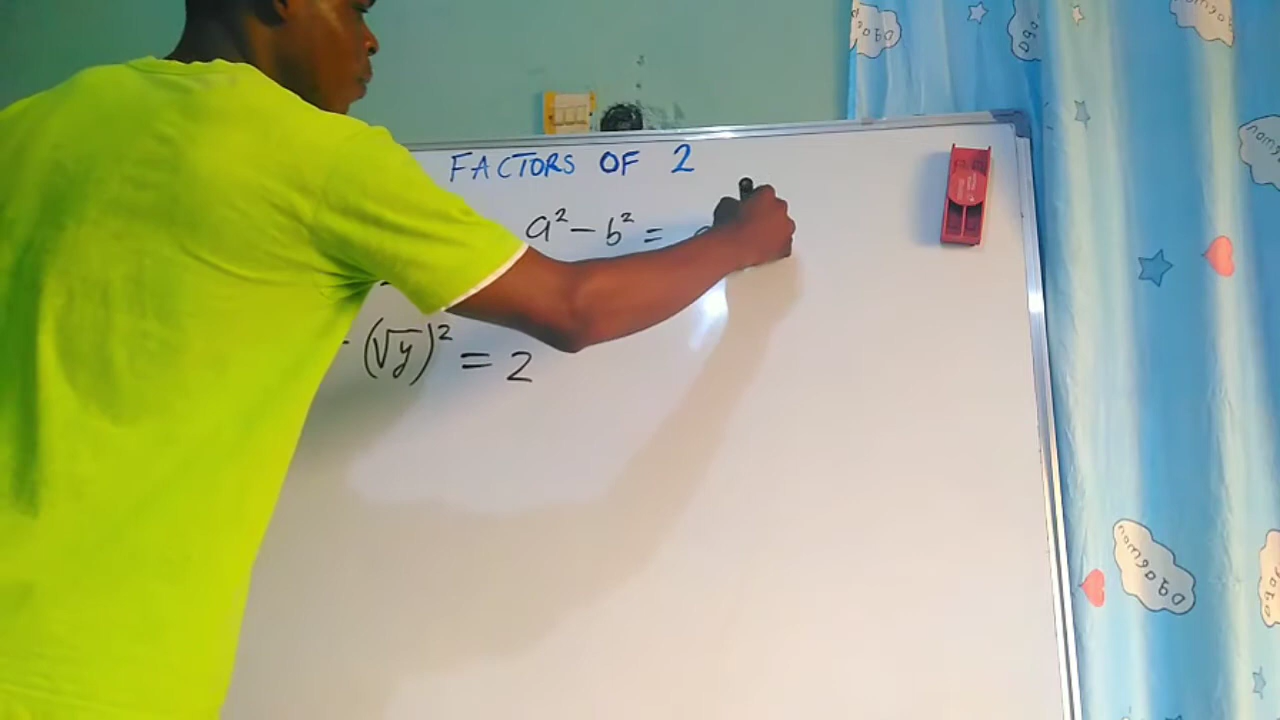 FACTORS OF 2
a² − b² =
(√y)² = 2